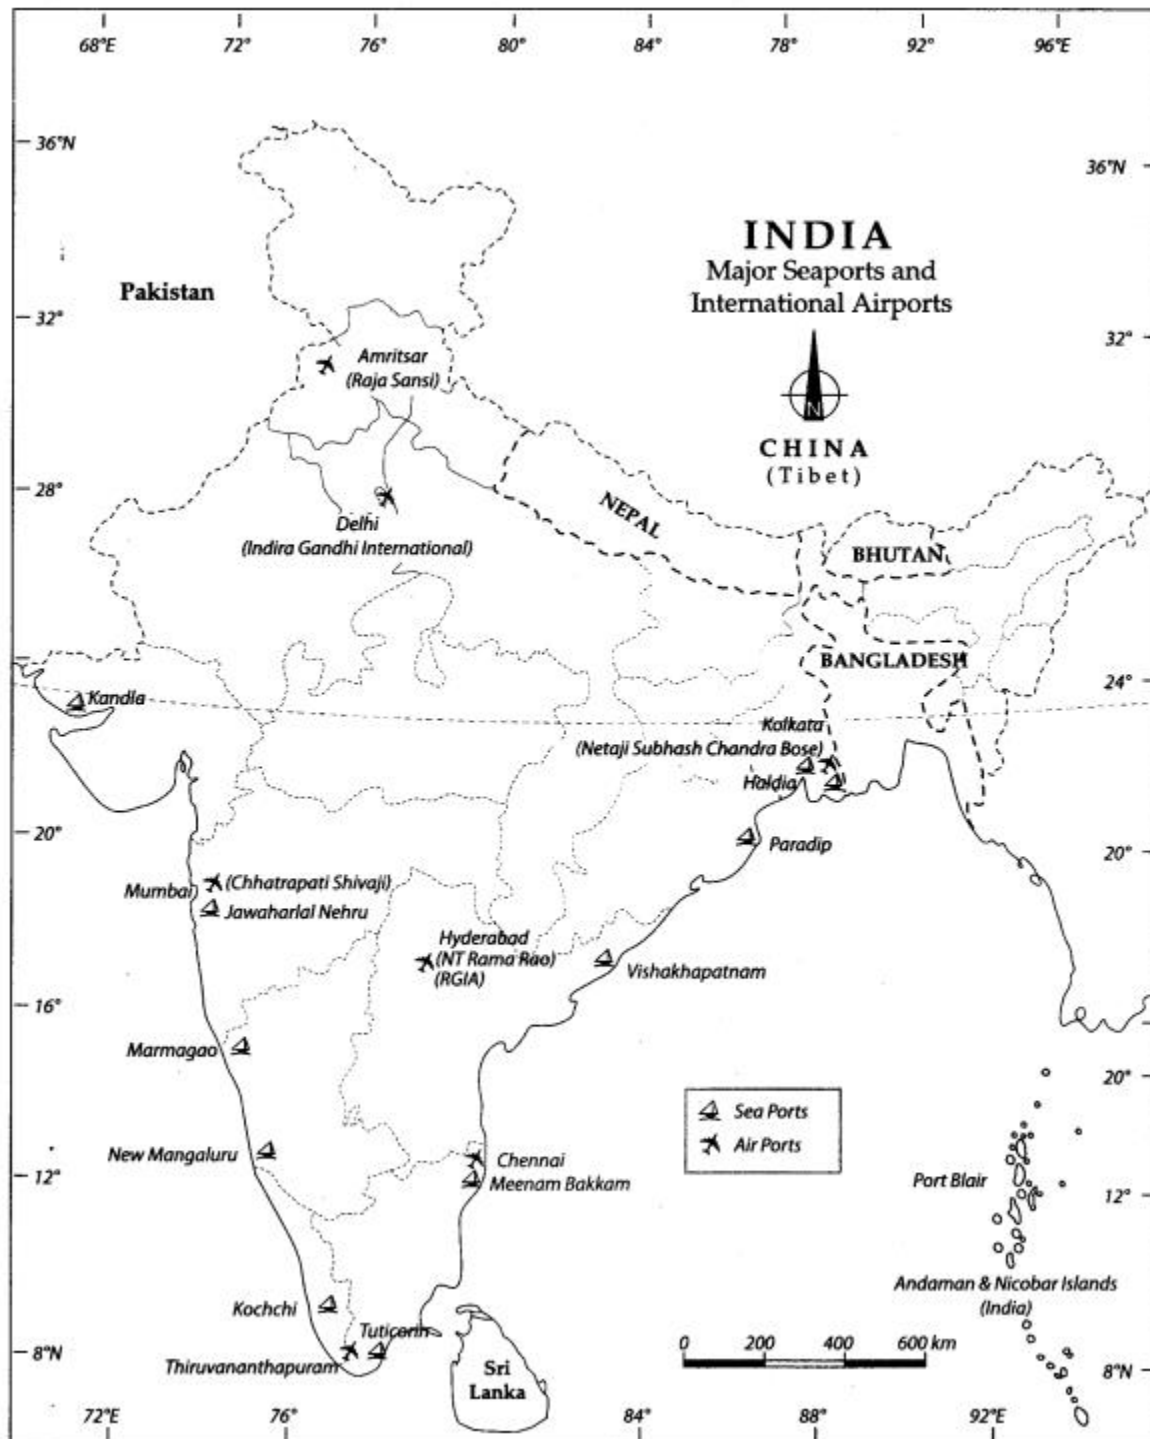 68°E 72° 76° 80° 84° 78° 92° 96°E
36°N
36°N
INDIA
Major Seaports and
International Airports
Pakistan
32°
32°
Amritsar
(Raja Sansi)
N
CHINA
(Tibet)
28°
NEPAL
Delhi
(Indira Gandhi International)
BHUTAN
BANGLADESH
24°
Kandla
Kolkata
(Netaji Subhash Chandra Bose)
Haldia
20°
Paradip
20°
Mumbai
(Chhatrapati Shivaji)
Jawaharlal Nehru
Hyderabad
(NT Rama Rao)
(RGIA)
Vishakhapatnam
16°
Marmagao
20°
Sea Ports
Air Ports
New Mangaluru
Chennai
Meenam Bakkam
12°
Port Blair
12°
Andaman & Nicobar Islands
(India)
Kochchi
Tuticorin
Thiruvananthapuram
8°N
0 200 400 600 km
Sri
Lanka
8°N
72°E 76° 84° 88° 92°E